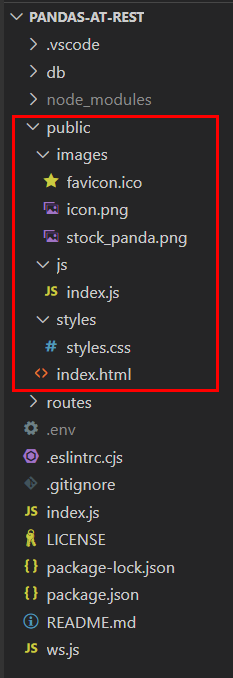 PANDAS-AT-REST
.vscode
db
node_modules
public
images
favicon.ico
icon.png
stock_panda.png
js
JS index.js
styles
# styles.css
<> index.html
routes
.env
.eslintrc.cjs
.gitignore
JS index.js
LICENSE
{ } package-lock.json
{ } package.json
README.md
JS ws.js